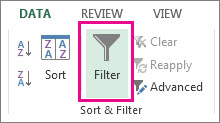 DATA REVIEW VIEW
A Z Z A Clear
Z A A Z Reapply
Z A Sort Filter Advanced
Sort & Filter